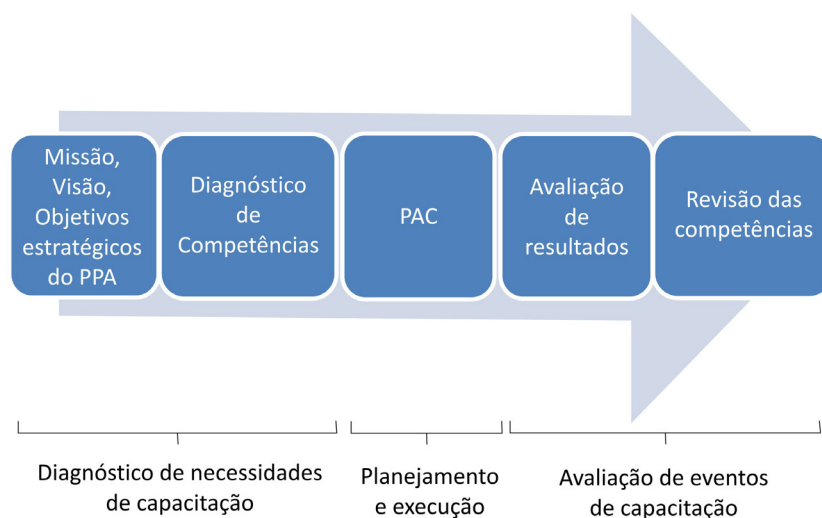 Missão,
Visão,
Objetivos
estratégicos
do PPA
Diagnóstico
de
Competências
PAC
Avaliação
de
resultados
Revisão das
competências
Diagnóstico de necessidades
de capacitação
Planejamento
e execução
Avaliação de eventos
de capacitação